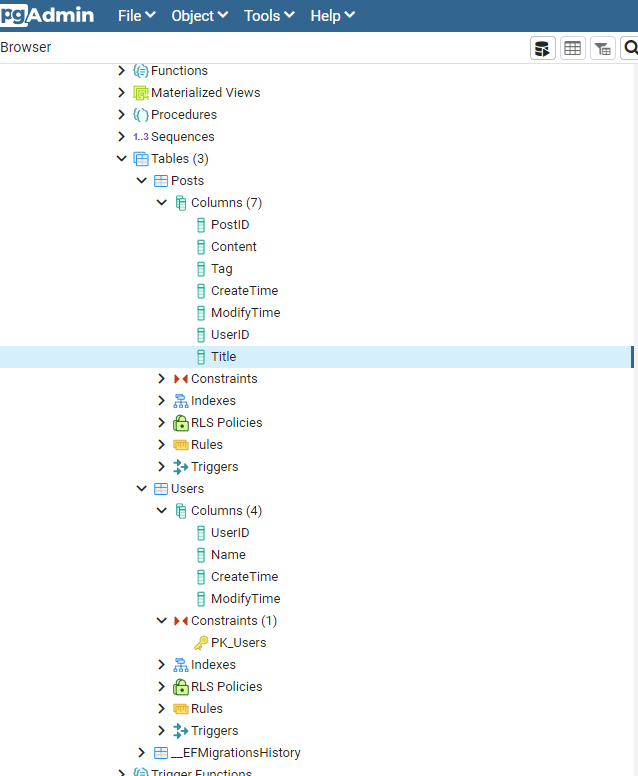 pgAdmin File Object Tools Help
Browser
Functions
Materialized Views
Procedures
1..3 Sequences
Tables (3)
Posts
Columns (7)
PostID
Content
Tag
CreateTime
ModifyTime
UserID
Title
Constraints
Indexes
RLS Policies
Rules
Triggers
Users
Columns (4)
UserID
Name
CreateTime
ModifyTime
Constraints (1)
PK_Users
Indexes
RLS Policies
Rules
Triggers
__EFMigrationsHistory
Trigger Functions